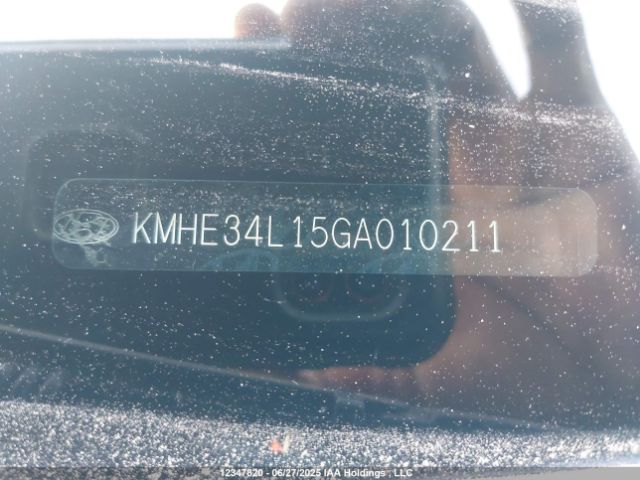 KMHE34L15GA010211
12347820 - 06/27/2025 IAA Holdings , LLC